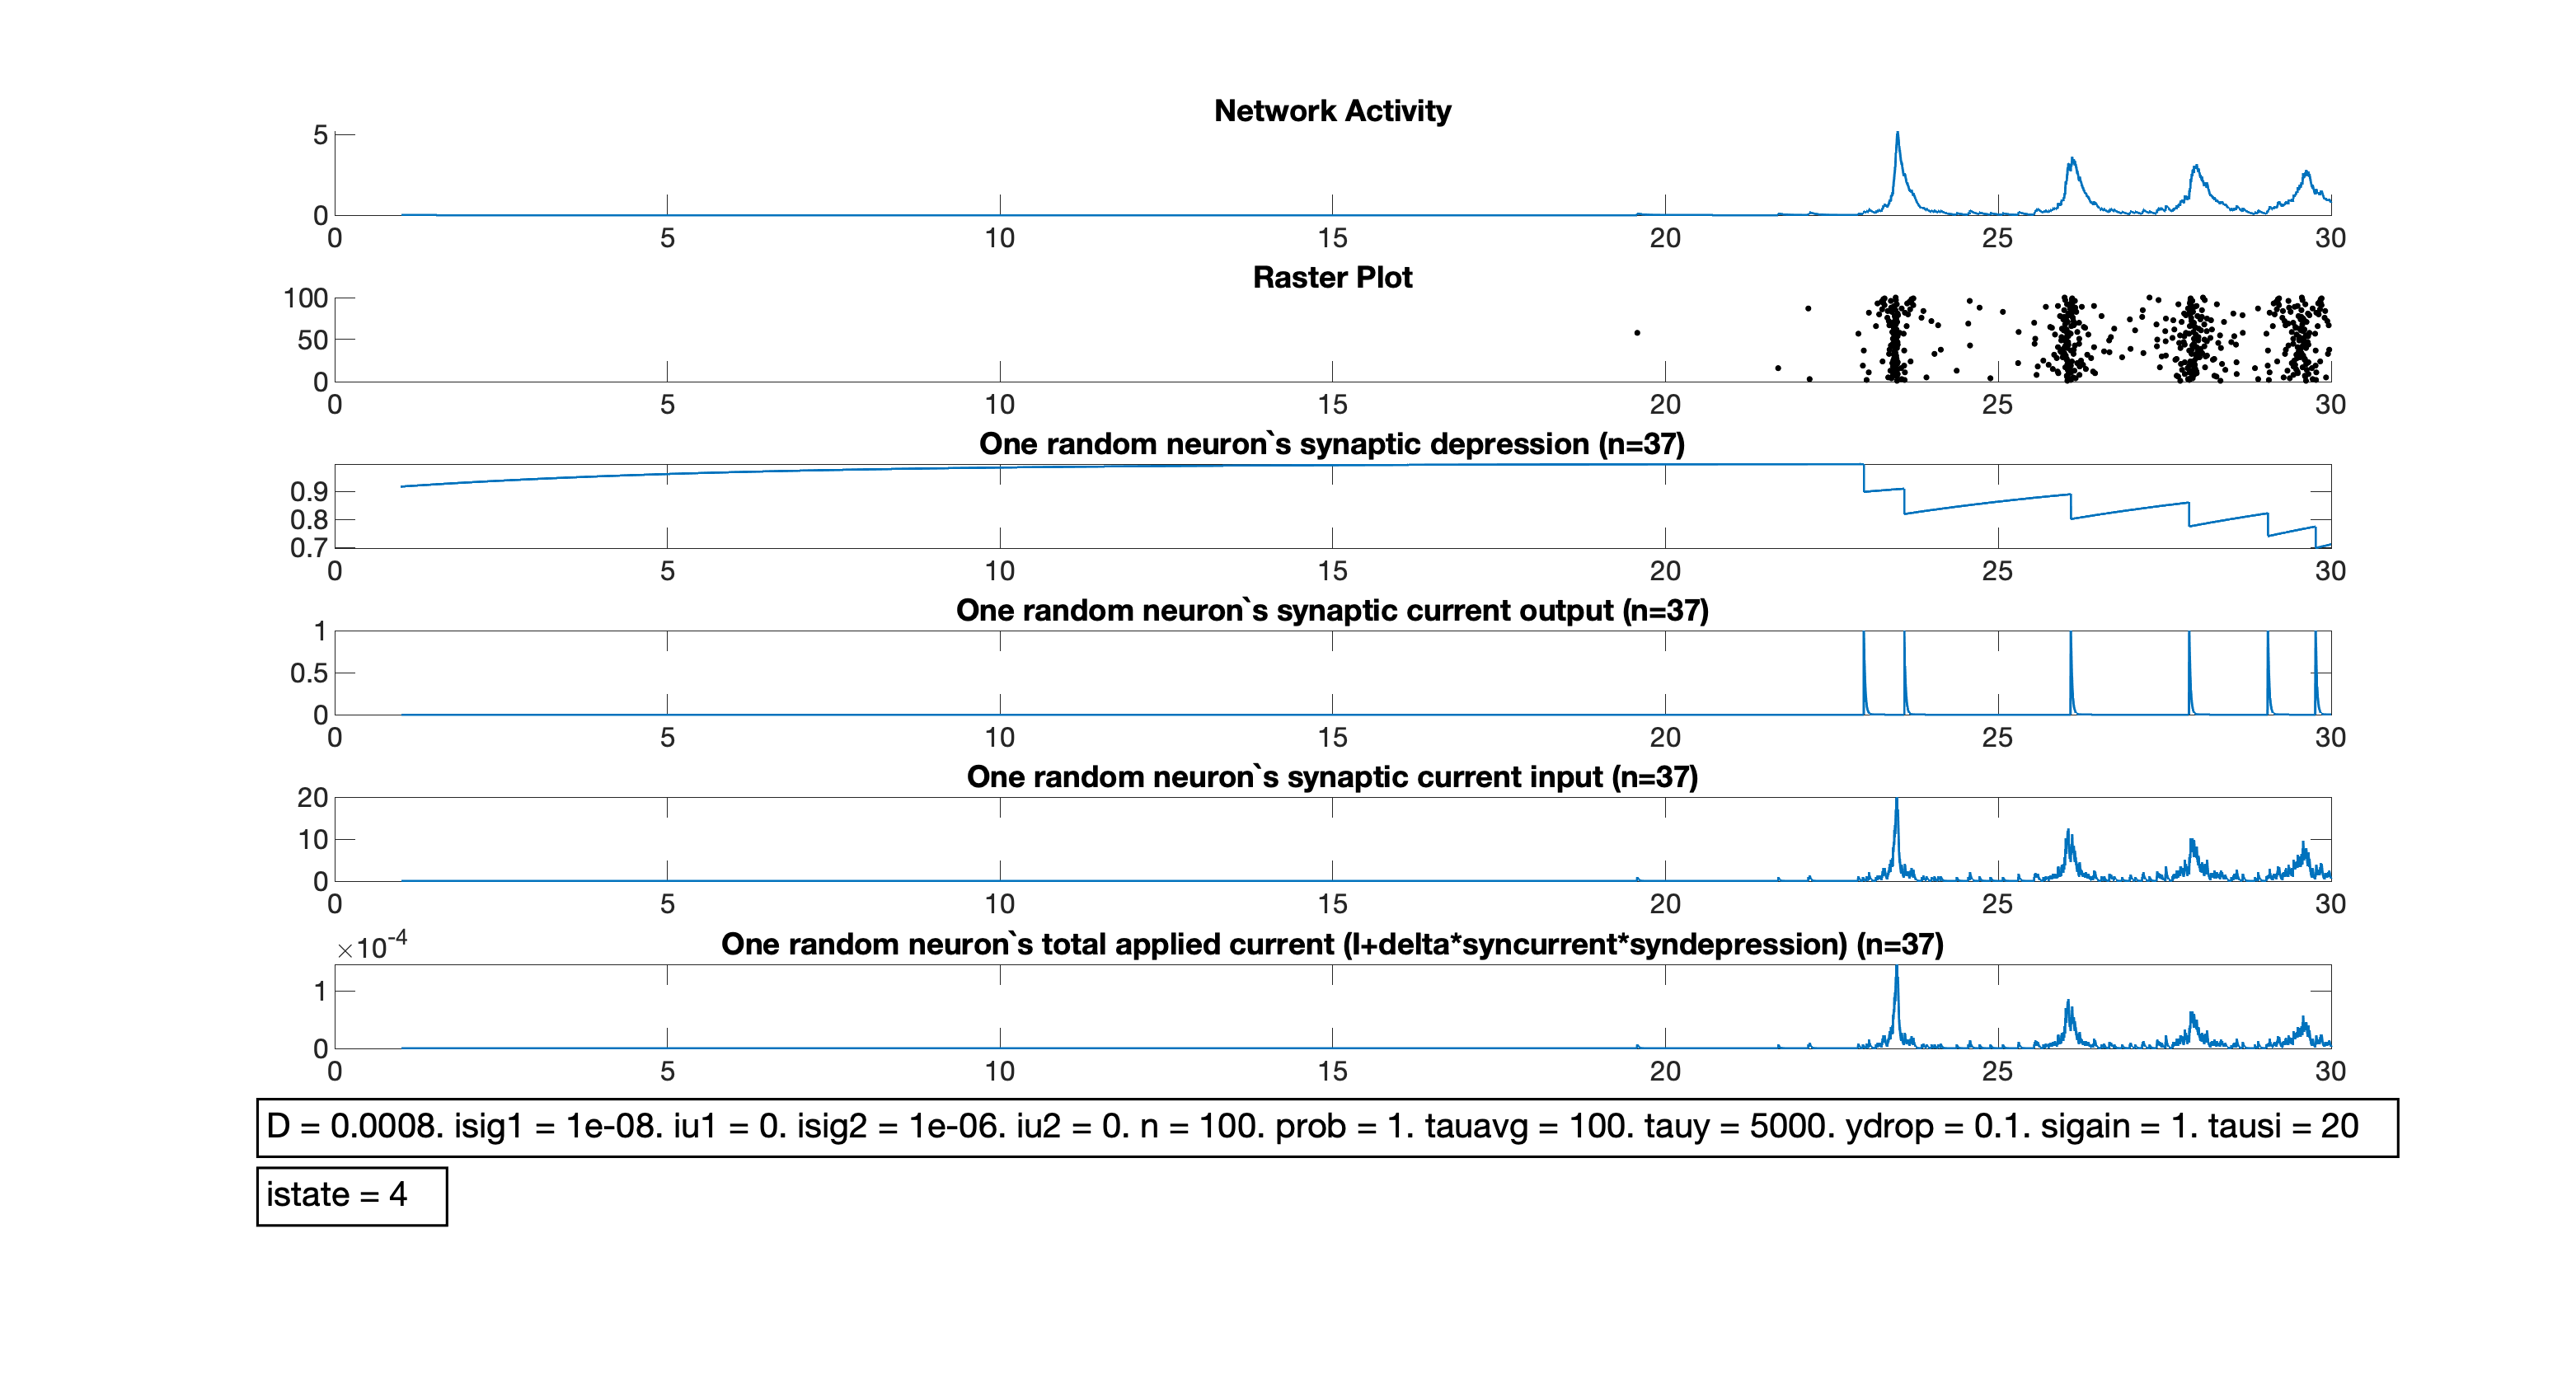 Network Activity
5
0
0 5 10 15 20 25 30
Raster Plot
100
50
0
0 5 10 15 20 25 30
One random neuron`s synaptic depression (n=37)
0.9
0.8
0.7
0 5 10 15 20 25 30
One random neuron`s synaptic current output (n=37)
1
0.5
0
0 5 10 15 20 25 30
One random neuron`s synaptic current input (n=37)
20
10
0
0 5 10 15 20 25 30
×10-4
One random neuron`s total applied current (I+delta*syncurrent*syndepression) (n=37)
1
0
0 5 10 15 20 25 30
D = 0.0008. isig1 = 1e-08. iu1 = 0. isig2 = 1e-06. iu2 = 0. n = 100. prob = 1. tauavg = 100. tauy = 5000. ydrop = 0.1. sigain = 1. tausi = 20
istate = 4